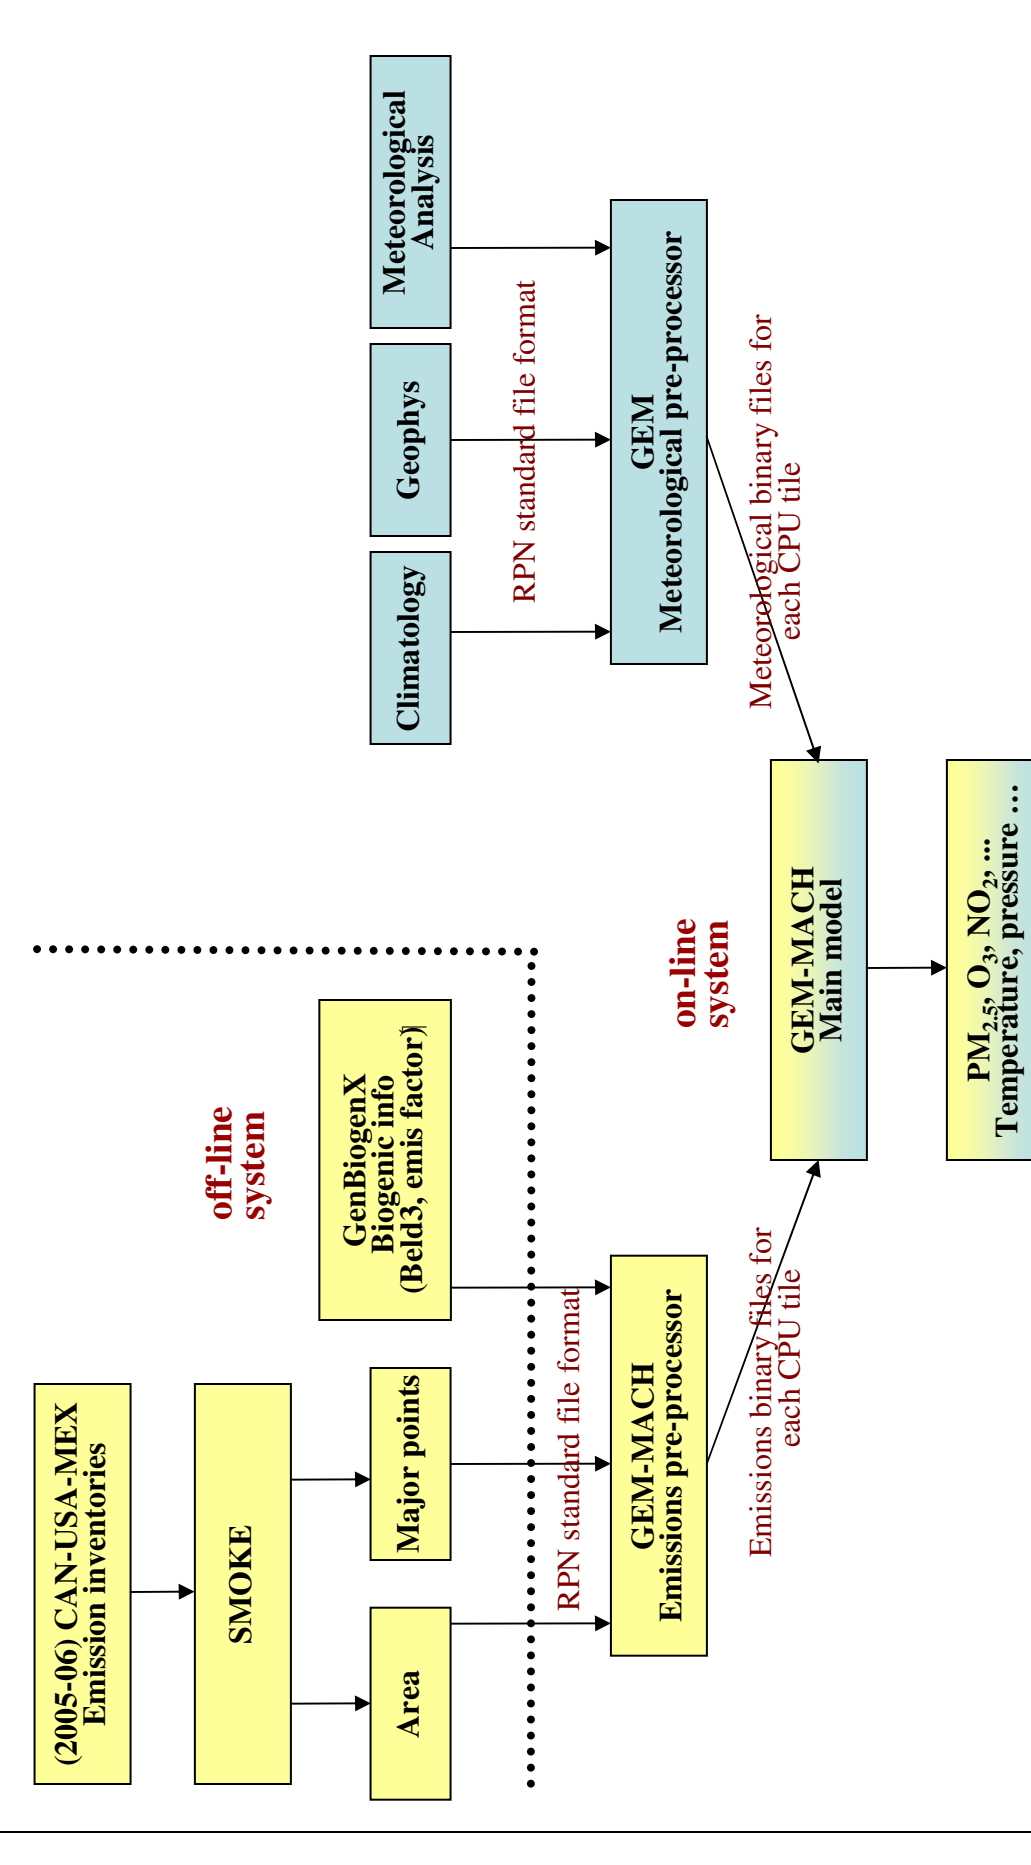 (2005-06) CAN-USA-MEX
Emission inventories
SMOKE
off-line
system
Area
Major points
GenBiogenX
Biogenic info
(Beld3, emis factor)
Climatology
Geophys
Meteorological
Analysis
RPN standard file format
RPN standard file format
GEM-MACH
Emissions pre-processor
on-line
system
GEM
Meteorological pre-processor
Emissions binary files for
each CPU tile
Meteorological binary files for
each CPU tile
GEM-MACH
Main model
PM2.5, O3, NO2, ...
Temperature, pressure …